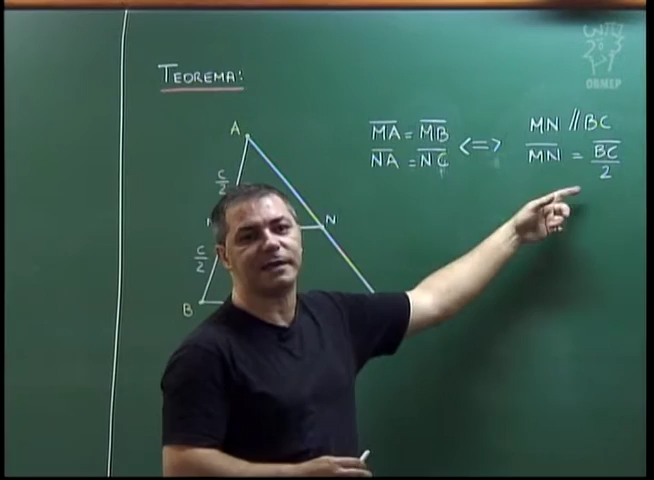 TEOREMA:
A
MA = MB <=> MN // BC
NA = NC MN = BC/2
c/2
N
c/2
B
OBMEP